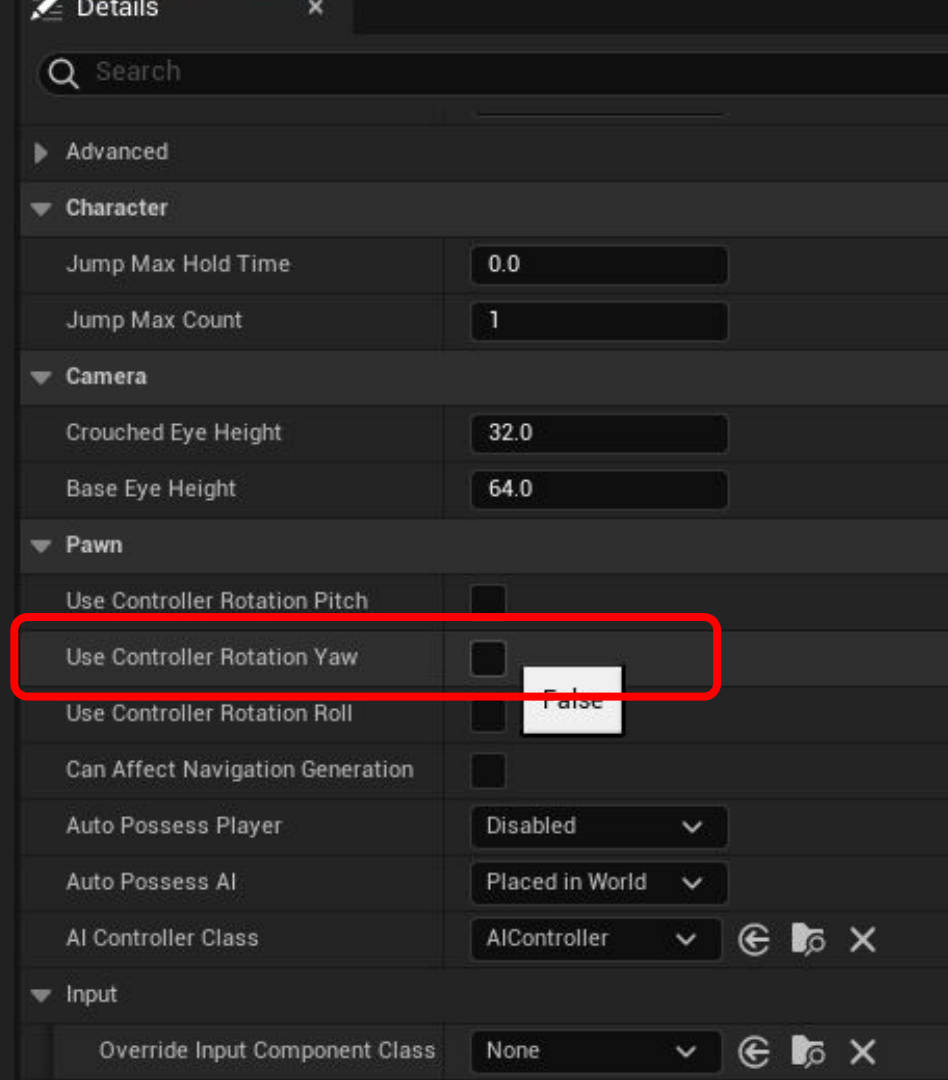 Details
Search
Advanced
Character
Jump Max Hold Time 0.0
Jump Max Count 1
Camera
Crouched Eye Height 32.0
Base Eye Height 64.0
Pawn
Use Controller Rotation Pitch
Use Controller Rotation Yaw
False
Use Controller Rotation Roll
Can Affect Navigation Generation
Auto Possess Player Disabled
Auto Possess AI Placed in World
AI Controller Class AIController
Input
Override Input Component Class None